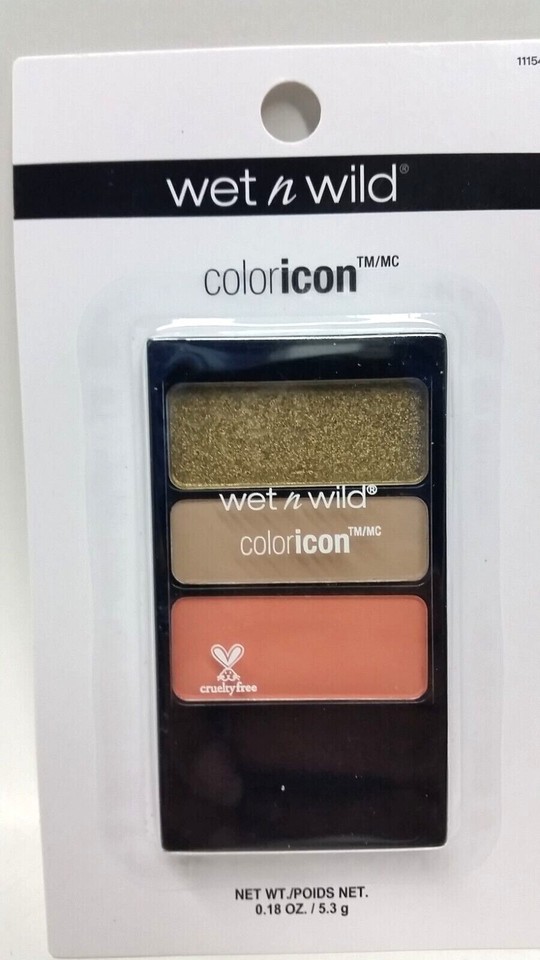 wet n wild®
coloricon™/MC
wet n wild®
coloricon™/MC
crueltyfree
NET WT./POIDS NET.
0.18 OZ. / 5.3 g